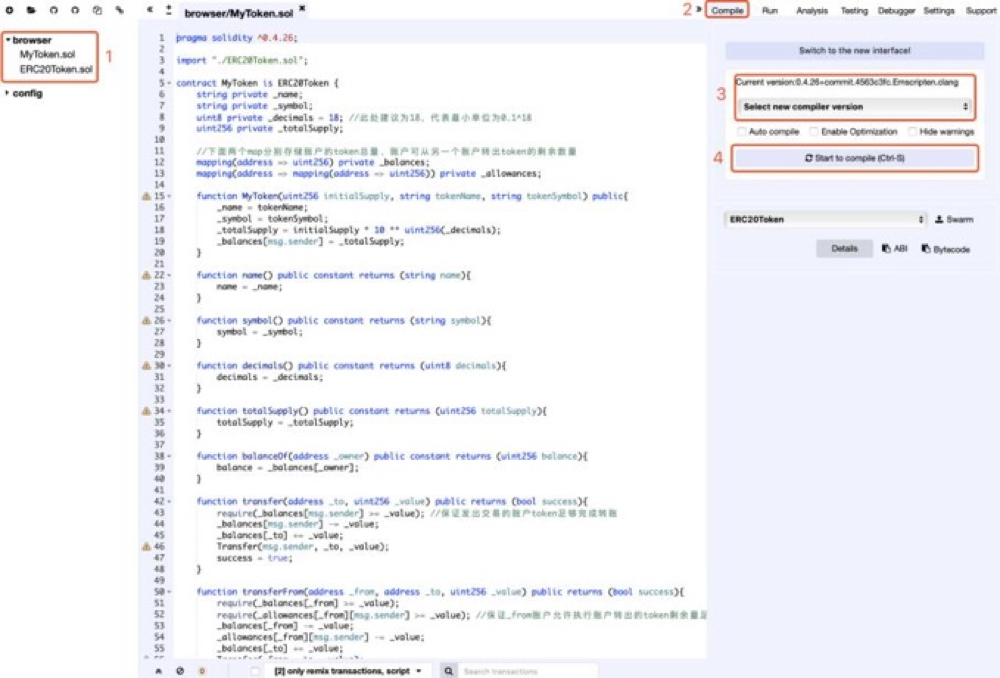 browser/MyToken.sol
browser
MyToken.sol
ERC20Token.sol
config
1
1 pragma solidity ^0.4.26;
2
3 import "./ERC20Token.sol";
4
5 contract MyToken is ERC20Token {
6 string private _name;
7 string private _symbol;
8 uint8 private _decimals = 18; //此处建议为18，代表最小单位为0.1^18
9 uint256 private _totalSupply;
10
11 //下面两个map分别存储账户的token总量、账户可从另一个账户转出token的剩余数量
12 mapping(address => uint256) private _balances;
13 mapping(address => mapping(address => uint256)) private _allowances;
14
15 function MyToken(uint256 initialSupply, string tokenName, string tokenSymbol) public{
16 _name = tokenName;
17 _symbol = tokenSymbol;
18 _totalSupply = initialSupply * 10 ** uint256(_decimals);
19 _balances[msg.sender] = _totalSupply;
20 }
21
22 function name() public constant returns (string name){
23 name = _name;
24 }
25
26 function symbol() public constant returns (string symbol){
27 symbol = _symbol;
28 }
29
30 function decimals() public constant returns (uint8 decimals){
31 decimals = _decimals;
32 }
33
34 function totalSupply() public constant returns (uint256 totalSupply){
35 totalSupply = _totalSupply;
36 }
37
38 function balanceOf(address _owner) public constant returns (uint256 balance){
39 balance = _balances[_owner];
40 }
41
42 function transfer(address _to, uint256 _value) public returns (bool success){
43 require(_balances[msg.sender] >= _value); //保证发出交易的账户token足够完成转账
44 _balances[msg.sender] -= _value;
45 _balances[_to] += _value;
46 Transfer(msg.sender, _to, _value);
47 success = true;
48 }
49
50 function transferFrom(address _from, address _to, uint256 _value) public returns (bool success){
51 require(_balances[_from] >= _value);
52 require(_allowances[_from][msg.sender] >= _value); //保证_from账户允许执行账户转出的token剩余量足
53 _balances[_from] -= _value;
54 _allowances[_from][msg.sender] -= _value;
55 _balances[_to] += _value;
[2] only remix transactions, script
Search transactions
0
2 » Compile Run Analysis Testing Debugger Settings Support
Switch to the new interface!
3
Current version:0.4.26+commit.4563c3fc.Emscripten.clang
Select new compiler version
Auto compile Enable Optimization Hide warnings
4
Start to compile (Ctrl-S)
ERC20Token Swarm
Details ABI Bytecode